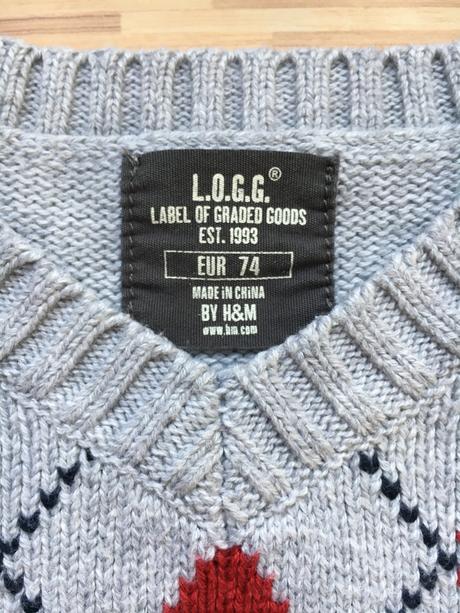 L.O.G.G.®
LABEL OF GRADED GOODS
EST. 1993
EUR 74
MADE IN CHINA
BY H&M
www.hm.com